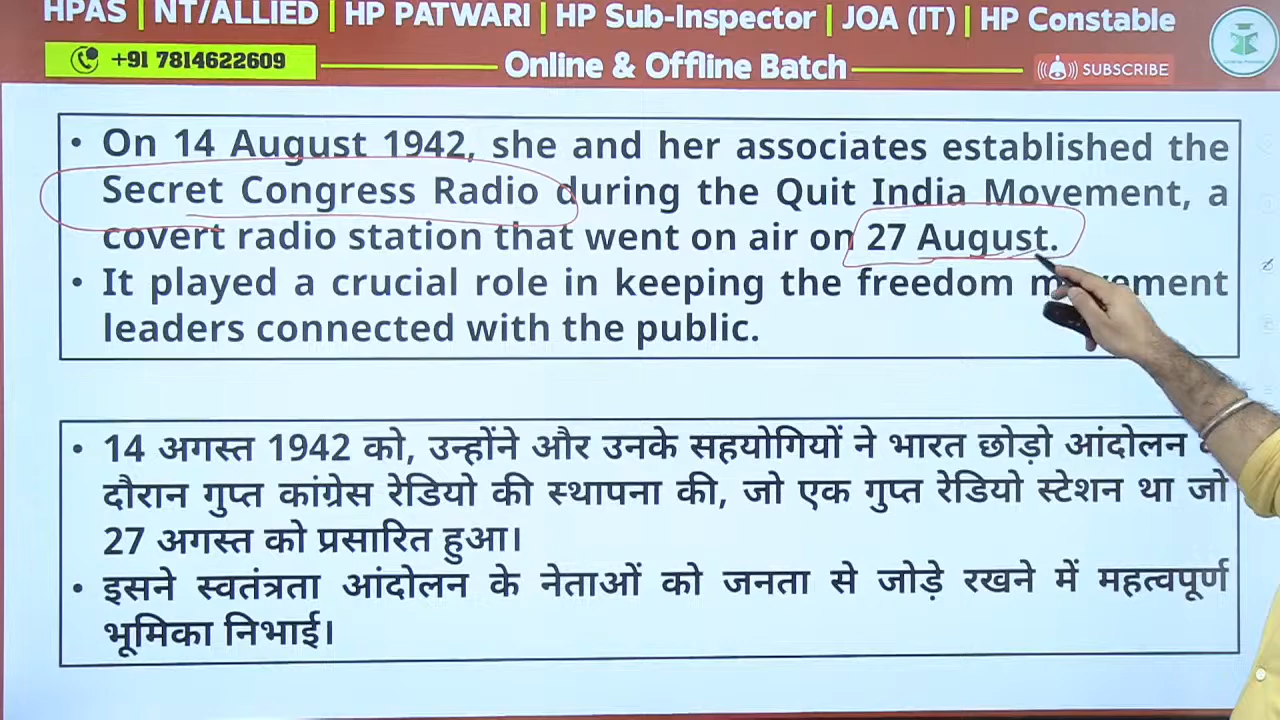 HPAS | NT/ALLIED | HP PATWARI | HP Sub-Inspector | JOA (IT) | HP Constable
+91 7814622609
Online & Offline Batch
SUBSCRIBE
• On 14 August 1942, she and her associates established the
Secret Congress Radio during the Quit India Movement, a
covert radio station that went on air on 27 August.
• It played a crucial role in keeping the freedom movement
leaders connected with the public.
• 14 अगस्त 1942 को, उन्होंने और उनके सहयोगियों ने भारत छोड़ो आंदोलन
दौरान गुप्त कांग्रेस रेडियो की स्थापना की, जो एक गुप्त रेडियो स्टेशन था जो
27 अगस्त को प्रसारित हुआ।
• इसने स्वतंत्रता आंदोलन के नेताओं को जनता से जोड़े रखने में महत्वपूर्ण
भूमिका निभाई।